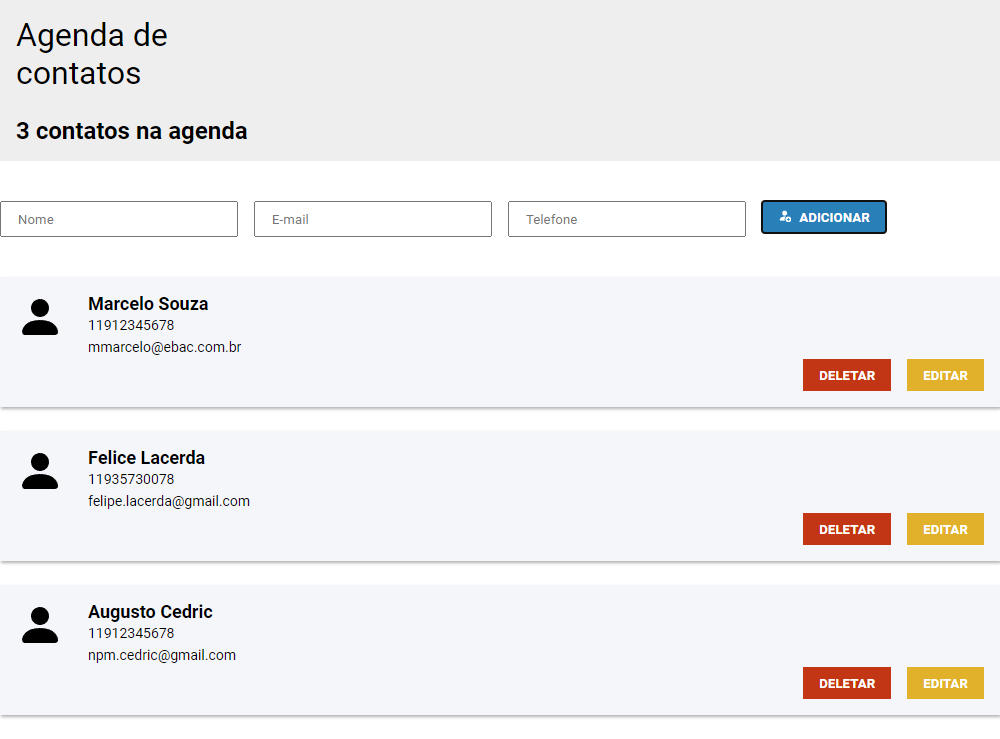 Agenda de
contatos
3 contatos na agenda
Nome E-mail Telefone ADICIONAR
Marcelo Souza
11912345678
mmarcelo@ebac.com.br
DELETAR EDITAR
Felice Lacerda
11935730078
felipe.lacerda@gmail.com
DELETAR EDITAR
Augusto Cedric
11912345678
npm.cedric@gmail.com
DELETAR EDITAR